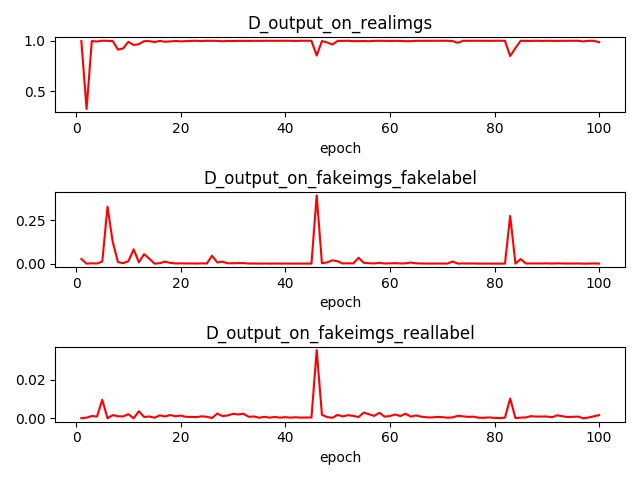 D_output_on_realimgs
1.0
0.5
0 20 40 60 80 100
epoch
D_output_on_fakeimgs_fakelabel
0.25
0.00
0 20 40 60 80 100
epoch
D_output_on_fakeimgs_reallabel
0.02
0.00
0 20 40 60 80 100
epoch